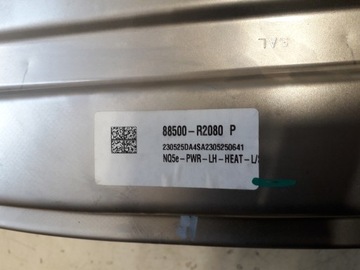 S/L
88500-R2080 P
230525DA4SA2305250641
NQ5e-PWR-LH-HEAT-L/S